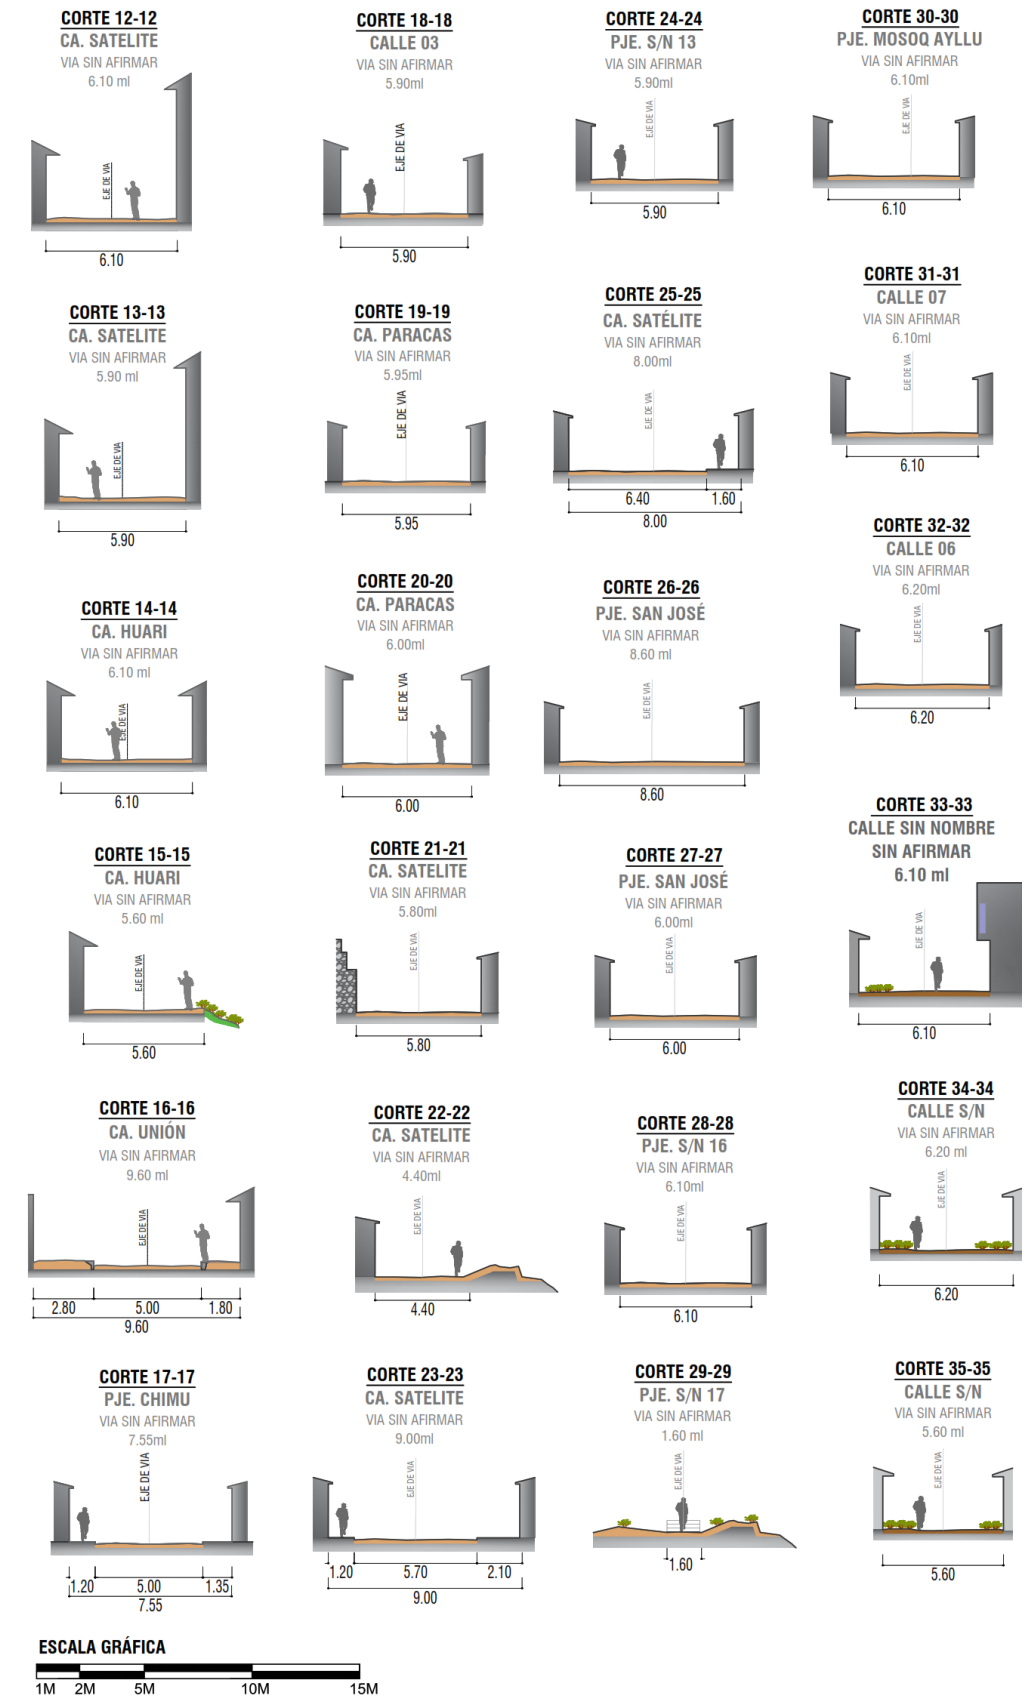 CORTE 12-12
CA. SATELITE
VIA SIN AFIRMAR
6.10 ml
EJE DE VIA
6.10
CORTE 13-13
CA. SATELITE
VIA SIN AFIRMAR
5.90 ml
EJE DE VIA
5.90
CORTE 14-14
CA. HUARI
VIA SIN AFIRMAR
6.10 ml
EJE DE VIA
6.10
CORTE 15-15
CA. HUARI
VIA SIN AFIRMAR
5.60 ml
EJE DE VIA
5.60
CORTE 16-16
CA. UNIÓN
VIA SIN AFIRMAR
9.60 ml
EJE DE VIA
2.80 5.00 1.80
9.60
CORTE 17-17
PJE. CHIMU
VIA SIN AFIRMAR
7.55ml
EJE DE VIA
1.20 5.00 1.35
7.55
CORTE 18-18
CALLE 03
VIA SIN AFIRMAR
5.90ml
EJE DE VIA
5.90
CORTE 19-19
CA. PARACAS
VIA SIN AFIRMAR
5.95ml
EJE DE VIA
5.95
CORTE 20-20
CA. PARACAS
VIA SIN AFIRMAR
6.00ml
EJE DE VIA
6.00
CORTE 21-21
CA. SATELITE
VIA SIN AFIRMAR
5.80ml
EJE DE VIA
5.80
CORTE 22-22
CA. SATELITE
VIA SIN AFIRMAR
4.40ml
EJE DE VIA
4.40
CORTE 23-23
CA. SATELITE
VIA SIN AFIRMAR
9.00ml
EJE DE VIA
1.20 5.70 2.10
9.00
CORTE 24-24
PJE. S/N 13
VIA SIN AFIRMAR
5.90ml
EJE DE VIA
5.90
CORTE 25-25
CA. SATÉLITE
VIA SIN AFIRMAR
8.00ml
EJE DE VIA
6.40 1.60
8.00
CORTE 26-26
PJE. SAN JOSÉ
VIA SIN AFIRMAR
8.60 ml
EJE DE VIA
8.60
CORTE 27-27
PJE. SAN JOSÉ
VIA SIN AFIRMAR
6.00ml
EJE DE VIA
6.00
CORTE 28-28
PJE. S/N 16
VIA SIN AFIRMAR
6.10ml
EJE DE VIA
6.10
CORTE 29-29
PJE. S/N 17
VIA SIN AFIRMAR
1.60 ml
EJE DE VIA
1.60
CORTE 30-30
PJE. MOSOQ AYLLU
VIA SIN AFIRMAR
6.10ml
EJE DE VIA
6.10
CORTE 31-31
CALLE 07
VIA SIN AFIRMAR
6.10ml
EJE DE VIA
6.10
CORTE 32-32
CALLE 06
VIA SIN AFIRMAR
6.20ml
EJE DE VIA
6.20
CORTE 33-33
CALLE SIN NOMBRE
SIN AFIRMAR
6.10 ml
EJE DE VIA
6.10
CORTE 34-34
CALLE S/N
VIA SIN AFIRMAR
6.20 ml
EJE DE VIA
6.20
CORTE 35-35
CALLE S/N
VIA SIN AFIRMAR
5.60 ml
EJE DE VIA
5.60
ESCALA GRÁFICA
1M 2M 5M 10M 15M